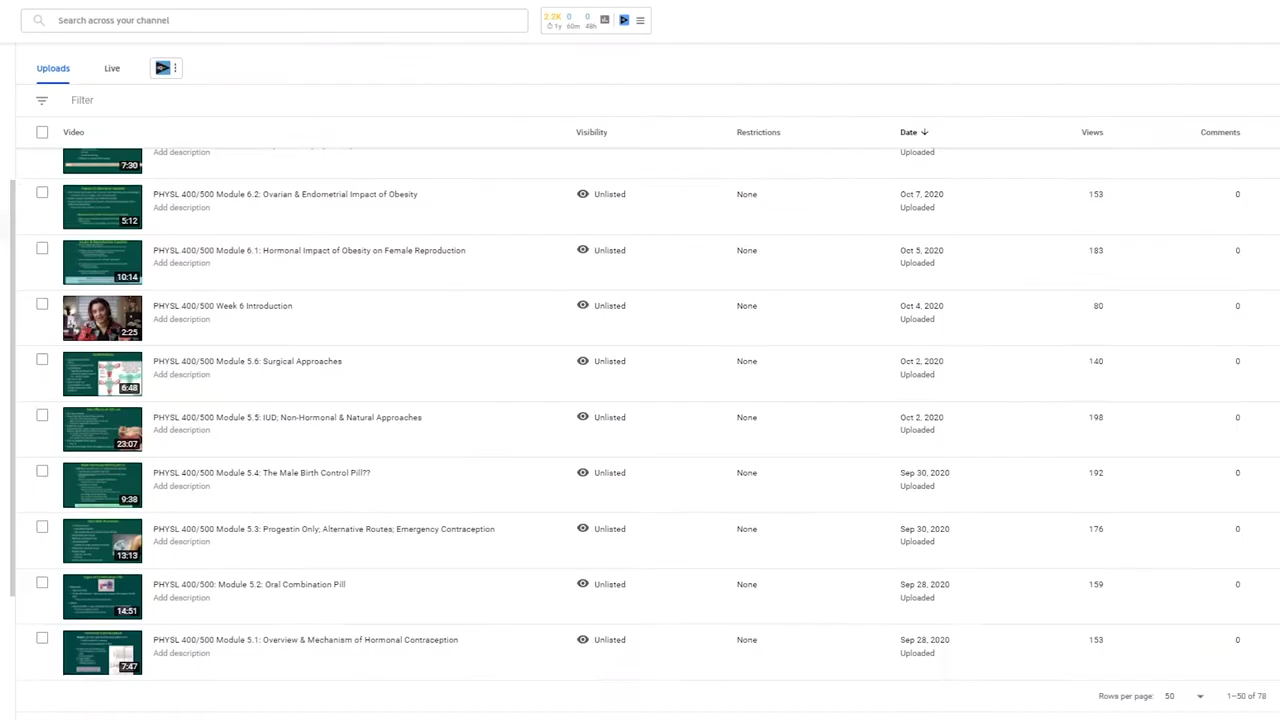 Search across your channel
2.2K 0 0
1y 60m 48h
Uploads Live
Filter
Video Visibility Restrictions Date Views Comments
7:30 Add description Uploaded
PHYSL 400/500 Module 6.2: Ovarian & Endometrial Impact of Obesity Unlisted None Oct 7, 2020 153 0
5:12 Add description Uploaded
PHYSL 400/500 Module 6.1: Hormonal Impact of Obesity on Female Reproduction Unlisted None Oct 5, 2020 183 0
10:14 Add description Uploaded
PHYSL 400/500 Week 6 Introduction Unlisted None Oct 4, 2020 80 0
2:25 Add description Uploaded
PHYSL 400/500 Module 5.6: Surgical Approaches Unlisted None Oct 2, 2020 140 0
6:48 Add description Uploaded
PHYSL 400/500 Module 5.5: IUD; Non-Hormonal & Natural Approaches Unlisted None Oct 2, 2020 198 0
23:07 Add description Uploaded
PHYSL 400/500 Module 5.4: The Male Birth Control Pill?? Unlisted None Sep 30, 2020 192 0
9:38 Add description Uploaded
PHYSL 400/500 Module 5.3: Progestin Only; Alternative Routes; Emergency Contraception Unlisted None Sep 30, 2020 176 0
13:13 Add description Uploaded
PHYSL 400/500: Module 5.2: Oral Combination Pill Unlisted None Sep 28, 2020 159 0
14:51 Add description Uploaded
PHYSL 400/500 Module 5.1: Overview & Mechanism of Hormonal Contraception Unlisted None Sep 28, 2020 153 0
7:47 Add description Uploaded
Rows per page: 50 1–50 of 78